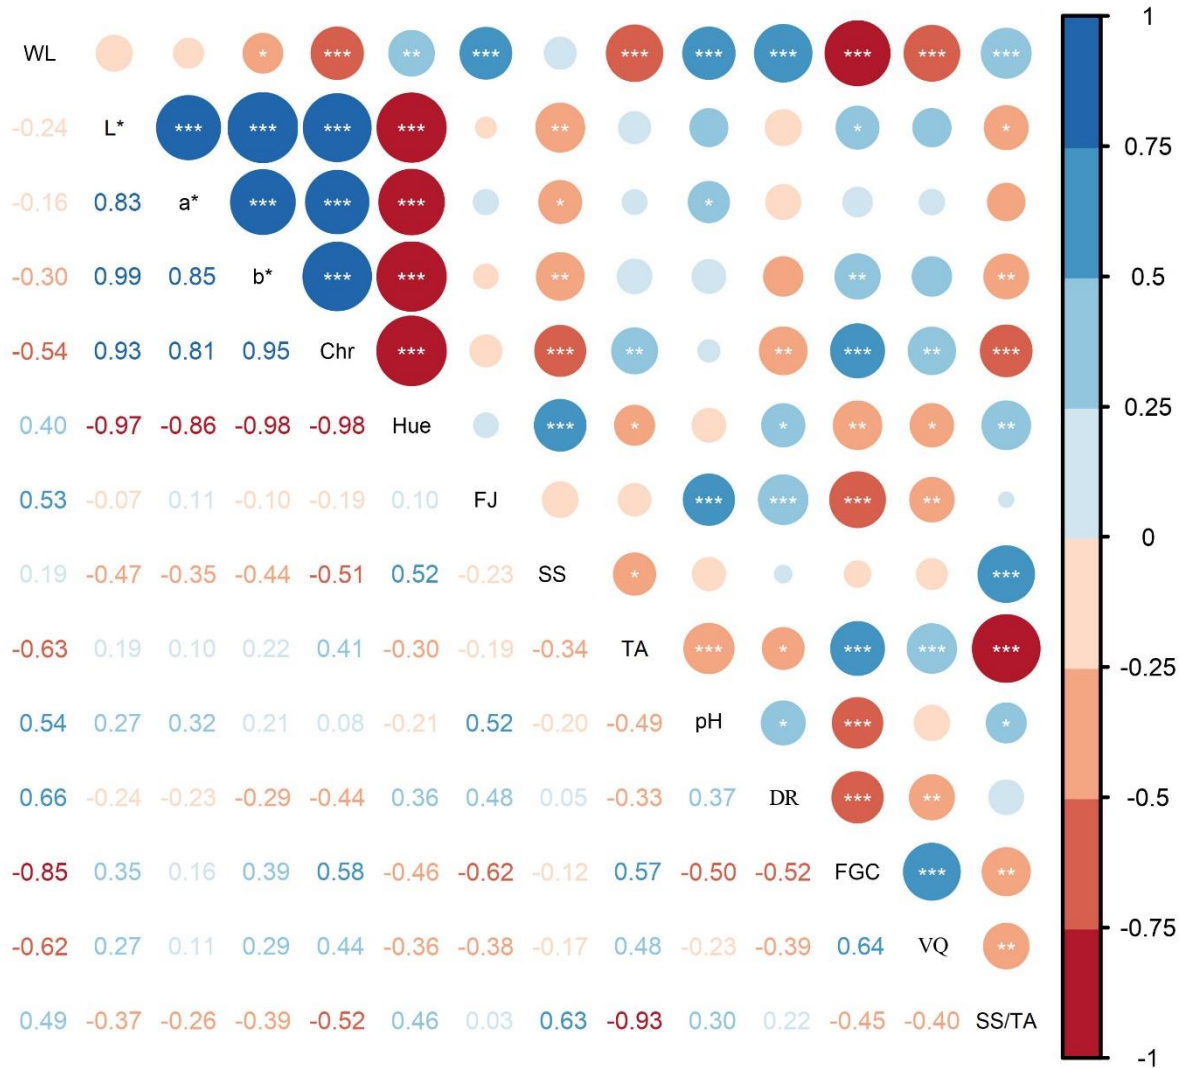 WL * *** ** *** *** *** *** *** *** ***
-0.24 L* *** *** *** *** ** * *
-0.16 0.83 a* *** *** *** * *
-0.30 0.99 0.85 b* *** *** ** ** **
-0.54 0.93 0.81 0.95 Chr *** *** ** ** *** ** ***
0.40 -0.97 -0.86 -0.98 -0.98 Hue *** * * ** * **
0.53 -0.07 0.11 -0.10 -0.19 0.10 FJ *** *** *** **
0.19 -0.47 -0.35 -0.44 -0.51 0.52 -0.23 SS * ***
-0.63 0.19 0.10 0.22 0.41 -0.30 -0.19 -0.34 TA *** * *** *** ***
0.54 0.27 0.32 0.21 0.08 -0.21 0.52 -0.20 -0.49 pH * *** *
0.66 -0.24 -0.23 -0.29 -0.44 0.36 0.48 0.05 -0.33 0.37 DR *** **
-0.85 0.35 0.16 0.39 0.58 -0.46 -0.62 -0.12 0.57 -0.50 -0.52 FGC *** **
-0.62 0.27 0.11 0.29 0.44 -0.36 -0.38 -0.17 0.48 -0.23 -0.39 0.64 VQ **
0.49 -0.37 -0.26 -0.39 -0.52 0.46 0.03 0.63 -0.93 0.30 0.22 -0.45 -0.40 SS/TA
1
0.75
0.5
0.25
0
-0.25
-0.5
-0.75
-1